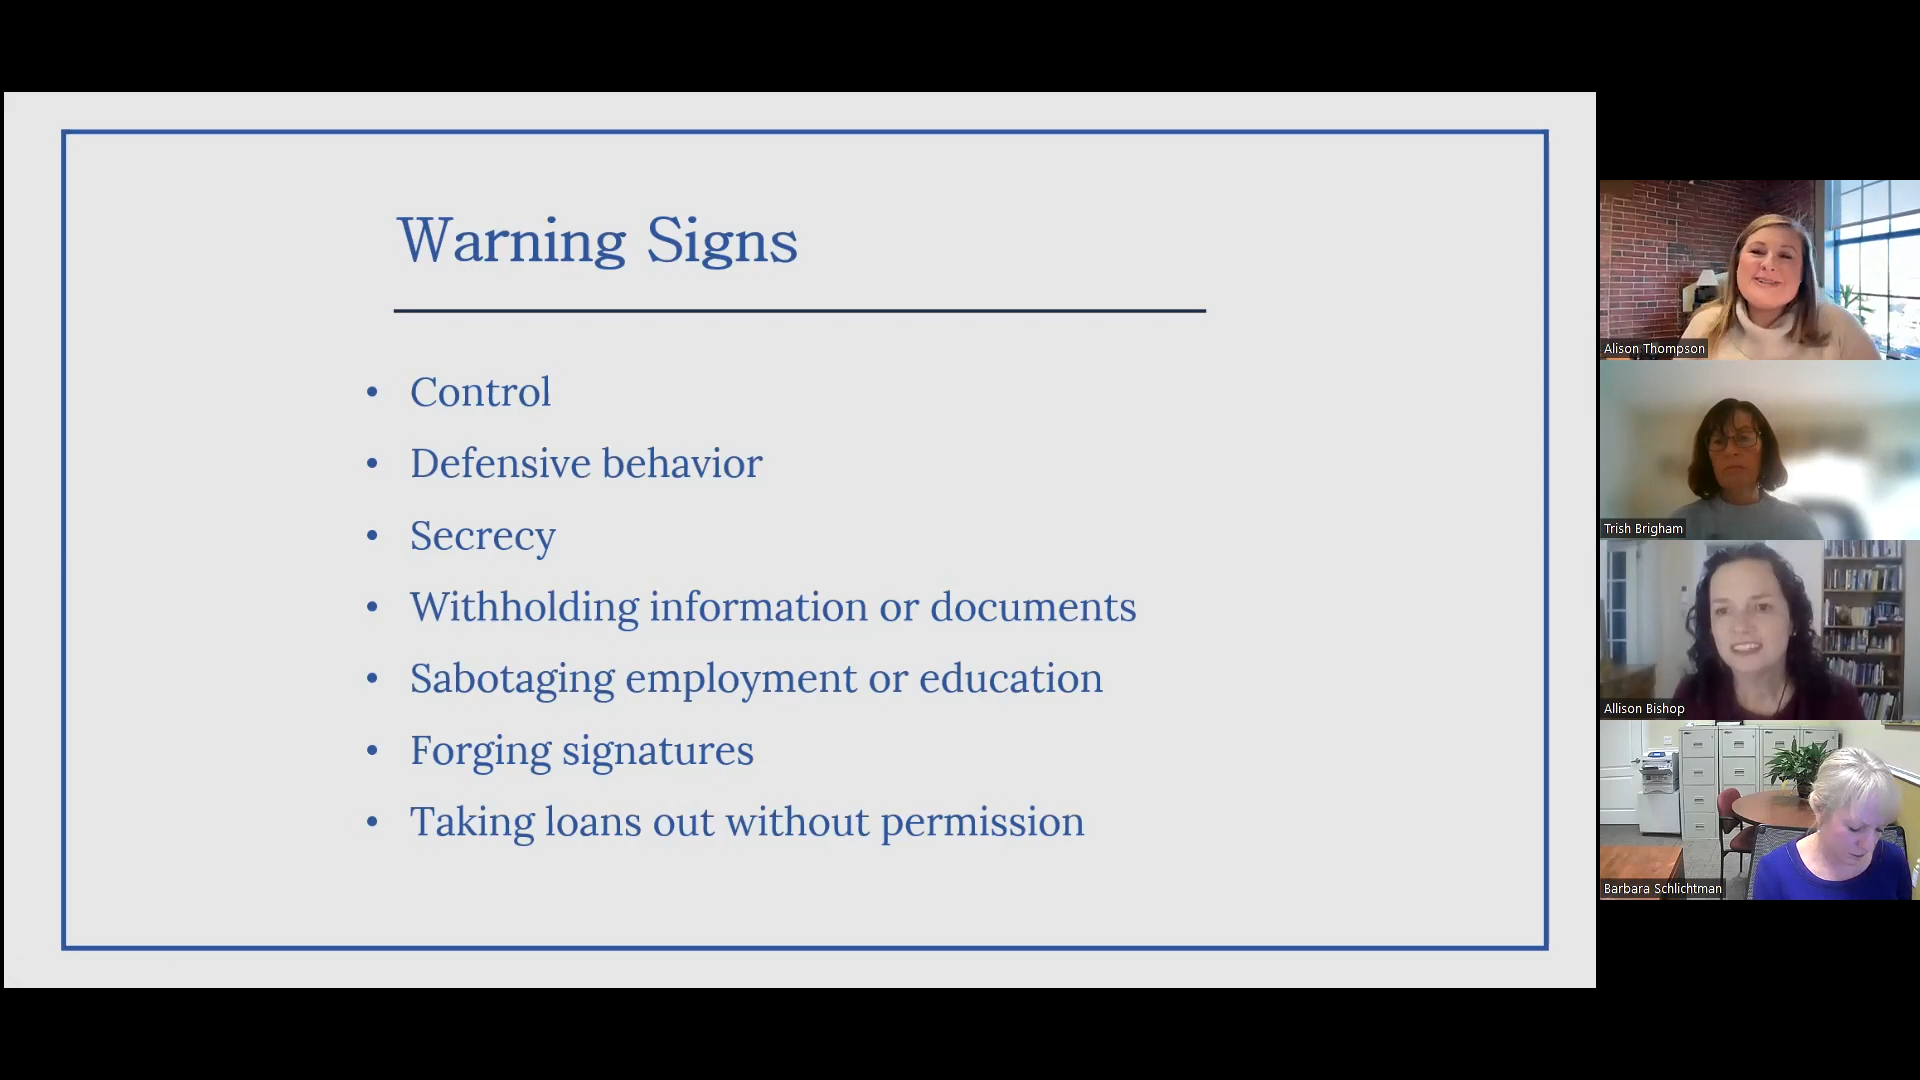 Warning Signs
• Control
• Defensive behavior
• Secrecy
• Withholding information or documents
• Sabotaging employment or education
• Forging signatures
• Taking loans out without permission
Alison Thompson
Trish Brigham
Allison Bishop
Barbara Schlichtman